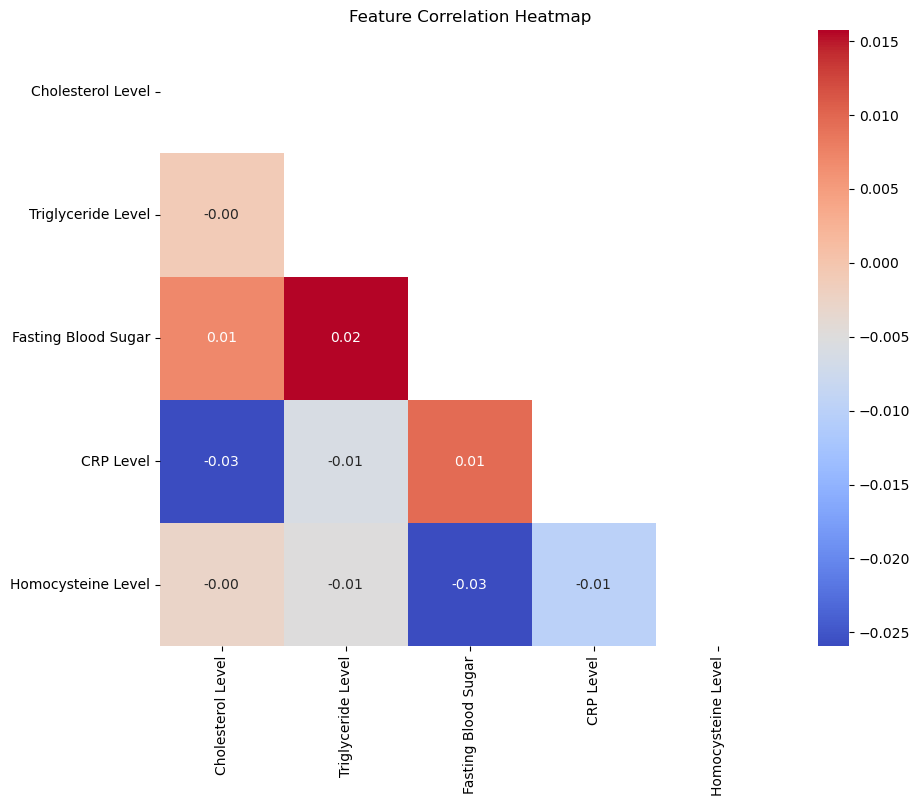 Feature Correlation Heatmap
Cholesterol Level
Triglyceride Level
Fasting Blood Sugar
CRP Level
Homocysteine Level
-0.00
0.01 0.02
-0.03 -0.01 0.01
-0.00 -0.01 -0.03 -0.01
Cholesterol Level
Triglyceride Level
Fasting Blood Sugar
CRP Level
Homocysteine Level
0.015
0.010
0.005
0.000
−0.005
−0.010
−0.015
−0.020
−0.025